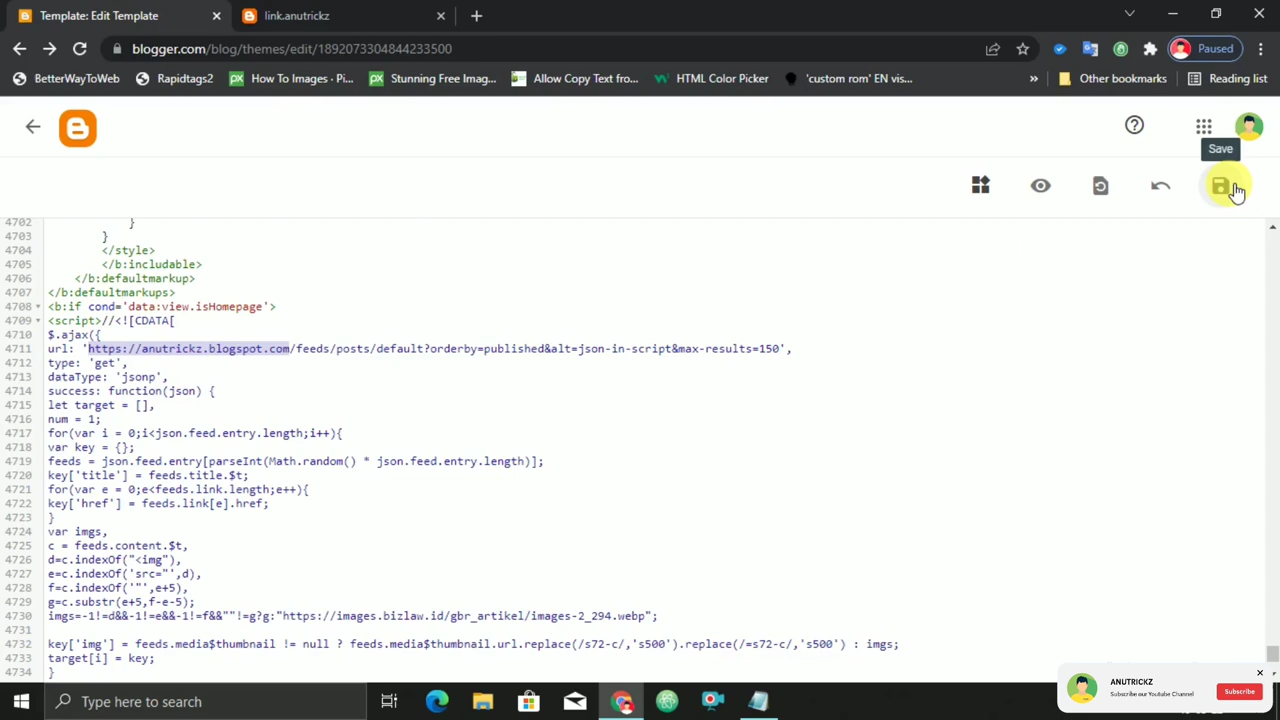 Template: Edit Template
link.anutrickz
blogger.com/blog/themes/edit/1892073304844233500
Paused
BetterWayToWeb
Rapidtags2
How To Images - Pi...
Stunning Free Imag...
Allow Copy Text fro...
HTML Color Picker
'custom rom' EN vis...
Other bookmarks
Reading list
Save
4702 }
4703 }
4704 </style>
4705 </b:includable>
4706 </b:defaultmarkup>
4707 </b:defaultmarkups>
4708 <b:if cond='data:view.isHomepage'>
4709 <script>//<![CDATA[
4710 $.ajax({
4711 url: 'https://anutrickz.blogspot.com/feeds/posts/default?orderby=published&alt=json-in-script&max-results=150',
4712 type: 'get',
4713 dataType: 'jsonp',
4714 success: function(json) {
4715 let target = [],
4716 num = 1;
4717 for(var i = 0;i<json.feed.entry.length;i++){
4718 var key = {};
4719 feeds = json.feed.entry[parseInt(Math.random() * json.feed.entry.length)];
4720 key['title'] = feeds.title.$t;
4721 for(var e = 0;e<feeds.link.length;e++){
4722 key['href'] = feeds.link[e].href;
4723 }
4724 var imgs,
4725 c = feeds.content.$t,
4726 d=c.indexOf("<img"),
4727 e=c.indexOf('src="',d),
4728 f=c.indexOf('"',e+5),
4729 g=c.substr(e+5,f-e-5);
4730 imgs=-1!=d&&-1!=e&&-1!=f&&""!=g?g:"https://images.bizlaw.id/gbr_artikel/images-2_294.webp";
4731
4732 key['img'] = feeds.media$thumbnail != null ? feeds.media$thumbnail.url.replace(/s72-c/,'s500').replace(/=s72-c/,'s500') : imgs;
4733 target[i] = key;
4734 }
ANUTRICKZ
Subscribe our Youtube Channel
Subscribe
Type here to search